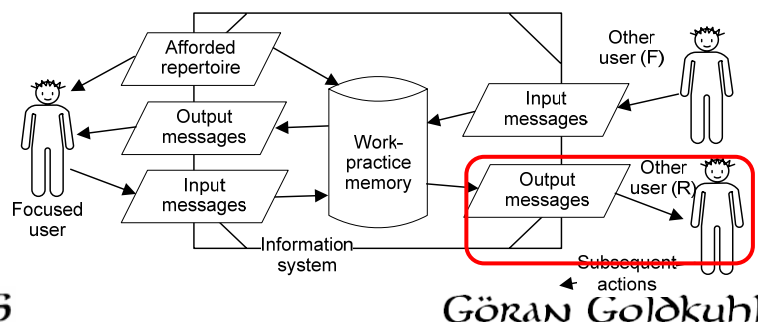 Afforded
repertoire
Output
messages
Input
messages
Focused
user
Work-
practice
memory
Information
system
Other
user (F)
Input
messages
Other
user (R)
Output
messages
Subsequent
actions
Göran Goldkuhl